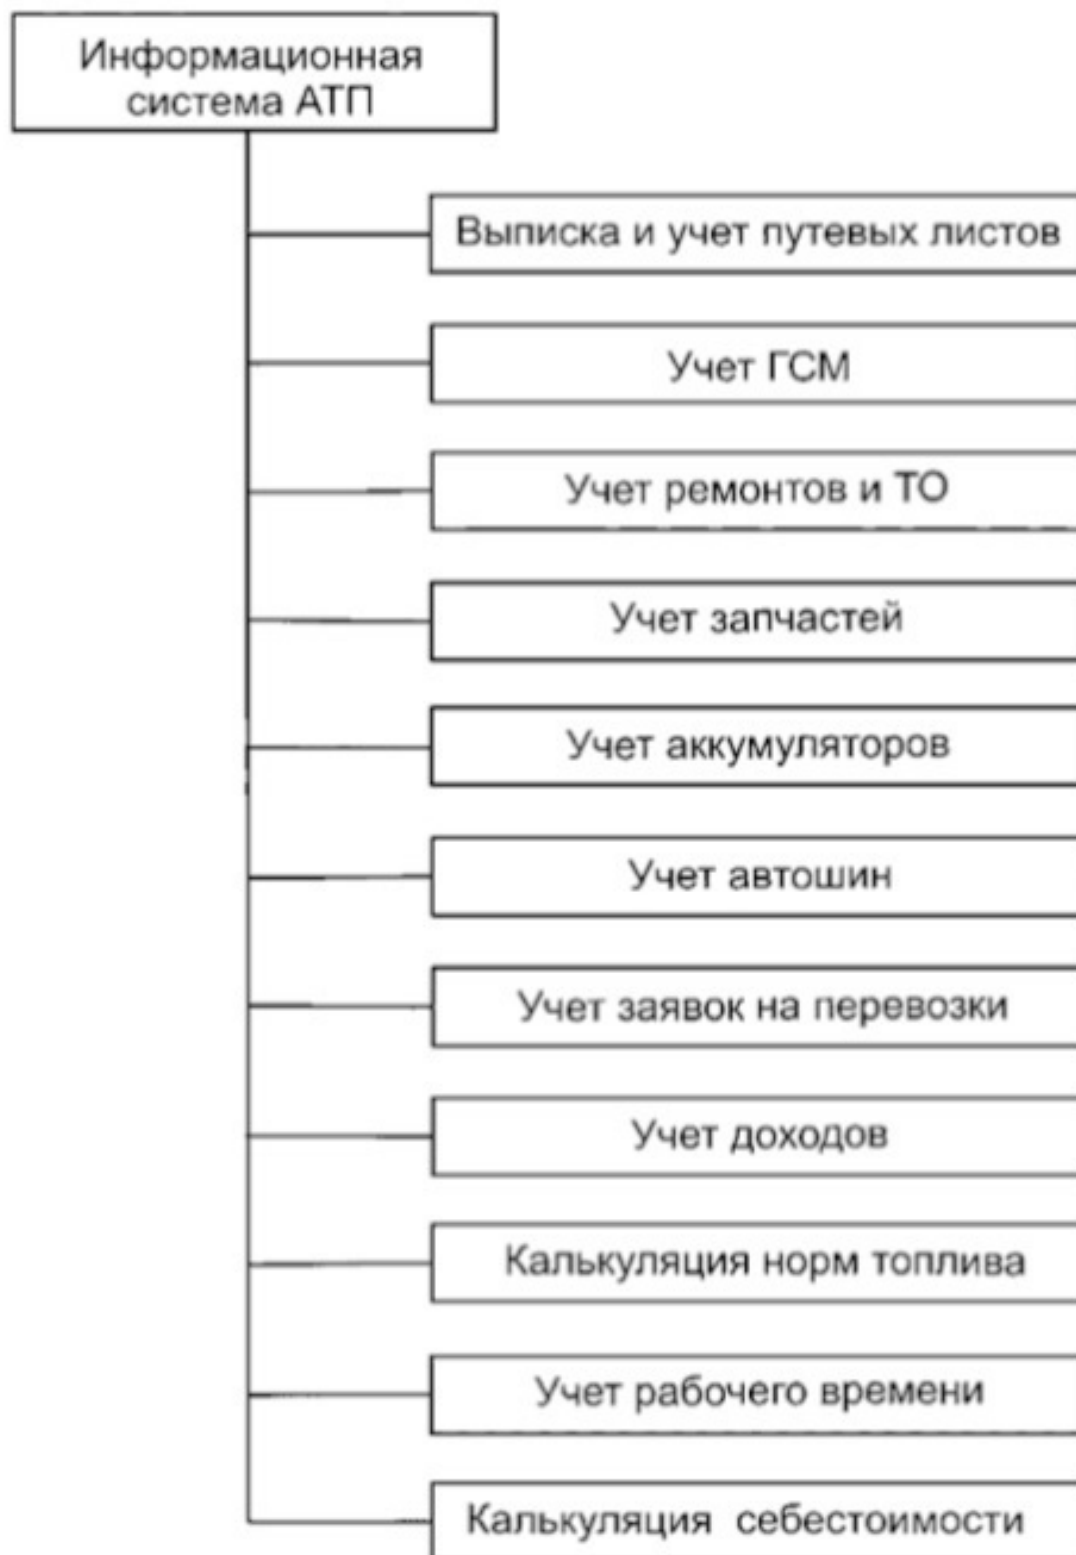 Информационная
система АТП
Выписка и учет путевых листов
Учет ГСМ
Учет ремонтов и ТО
Учет запчастей
Учет аккумуляторов
Учет автошин
Учет заявок на перевозки
Учет доходов
Калькуляция норм топлива
Учет рабочего времени
Калькуляция себестоимости